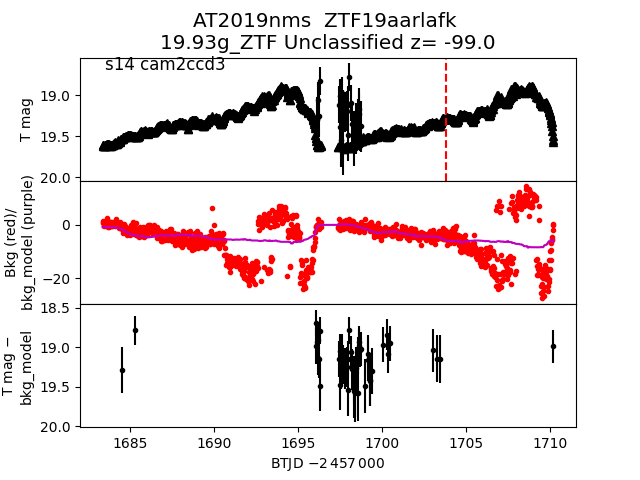 AT2019nms  ZTF19aarlafk
19.93g_ZTF Unclassified z= -99.0
s14 cam2ccd3
T mag
19.0
19.5
20.0
Bkg (red)/
bkg_model (purple)
0
−20
T mag −
bkg_model
18.5
19.0
19.5
20.0
1685
1690
1695
1700
1705
1710
BTJD −2 457 000